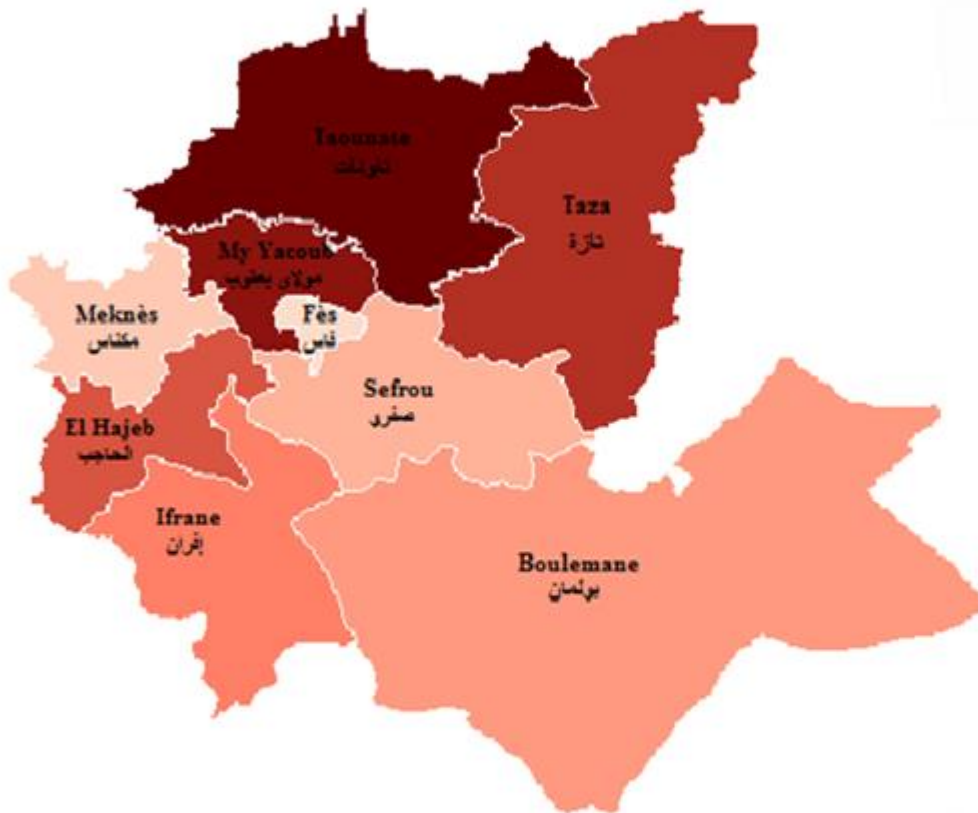 Taounate
تاونات
Taza
تازة
My Yacoub
مولاي يعقوب
Meknès
مكناس
Fès
فاس
Sefrou
صفرو
El Hajeb
الحاجب
Ifrane
إفران
Boulemane
بولمان